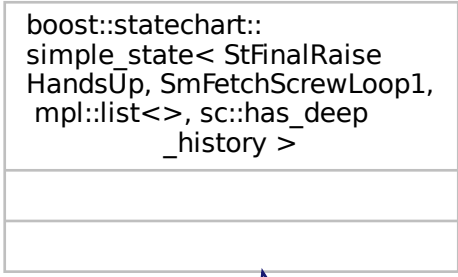 boost::statechart::
simple_state< StFinalRaise
HandsUp, SmFetchScrewLoop1,
mpl::list<>, sc::has_deep
_history >